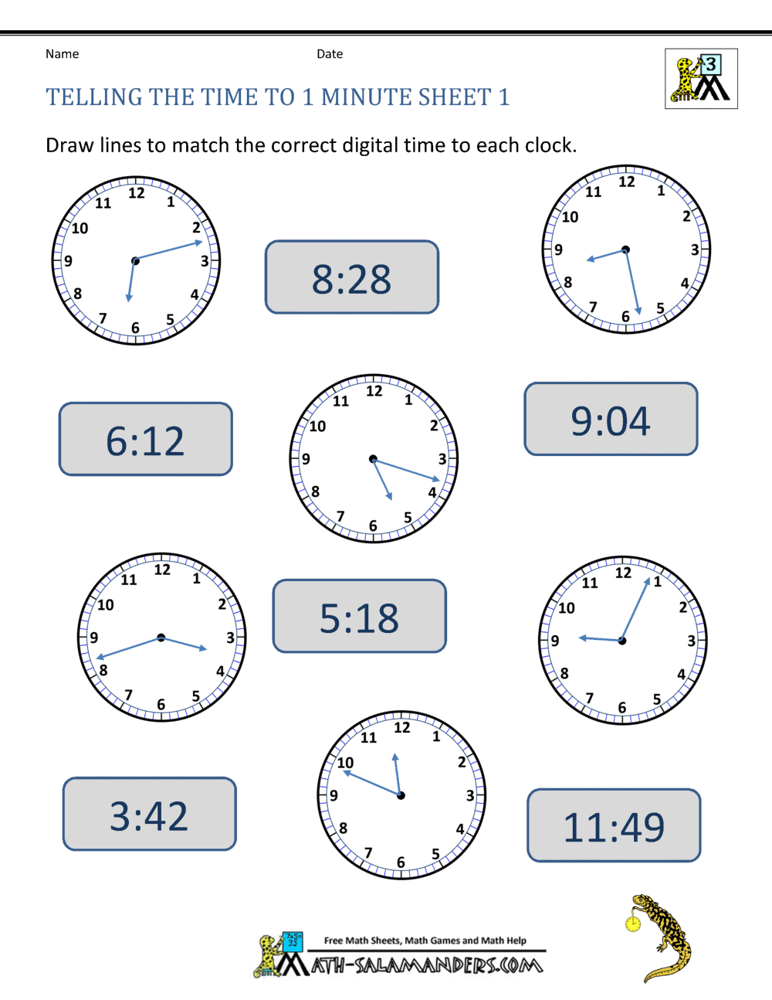 Name Date
3
TELLING THE TIME TO 1 MINUTE SHEET 1
Draw lines to match the correct digital time to each clock.
12 1 2 3 4 5 6 7 8 9 10 11
8:28
12 1 2 3 4 5 6 7 8 9 10 11
6:12
12 1 2 3 4 5 6 7 8 9 10 11
9:04
12 1 2 3 4 5 6 7 8 9 10 11
5:18
12 1 2 3 4 5 6 7 8 9 10 11
3:42
12 1 2 3 4 5 6 7 8 9 10 11
11:49
7x5=
35
Free Math Sheets, Math Games and Math Help
MATH-SALAMANDERS.COM